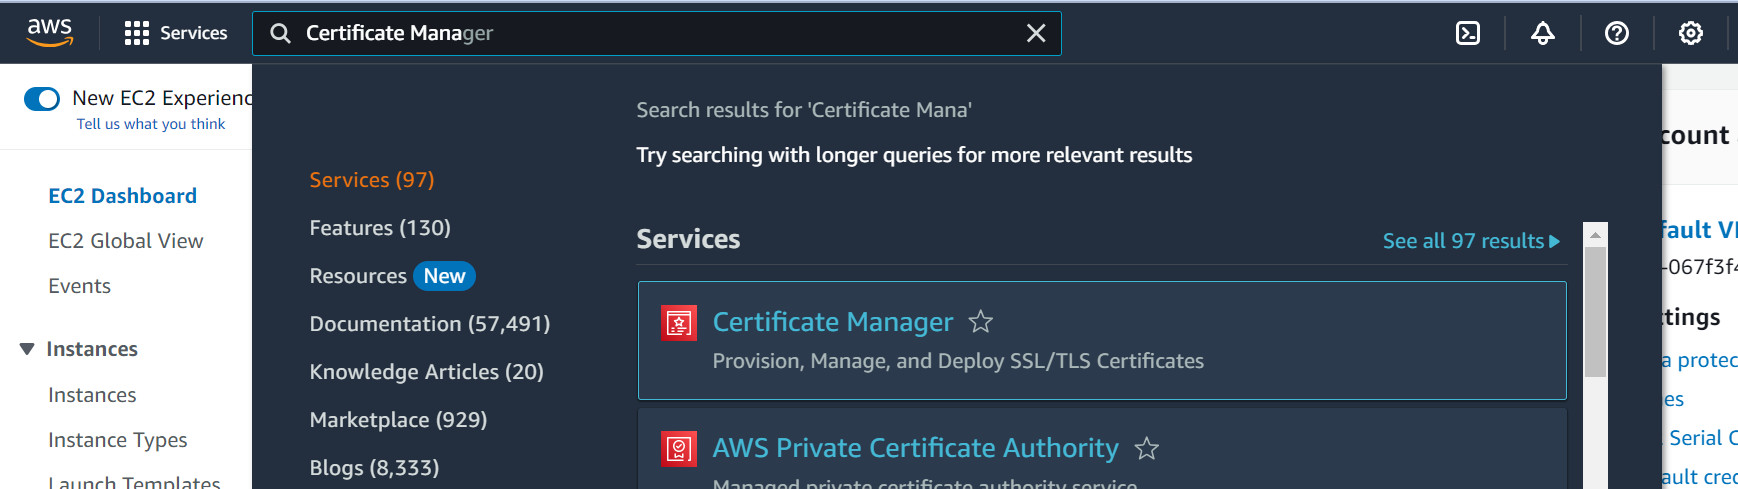 aws
Services
Certificate Manager
New EC2 Experienc
Tell us what you think
EC2 Dashboard
EC2 Global View
Events
Instances
Instances
Instance Types
Launch Templates
Search results for 'Certificate Mana'
Try searching with longer queries for more relevant results
Services (97)
Features (130)
Resources New
Documentation (57,491)
Knowledge Articles (20)
Marketplace (929)
Blogs (8,333)
Services
See all 97 results
Certificate Manager
Provision, Manage, and Deploy SSL/TLS Certificates
AWS Private Certificate Authority
Managed private certificate authority service
count
fault
-067f3f4
ttings
a protec
es
Serial C
ault cred